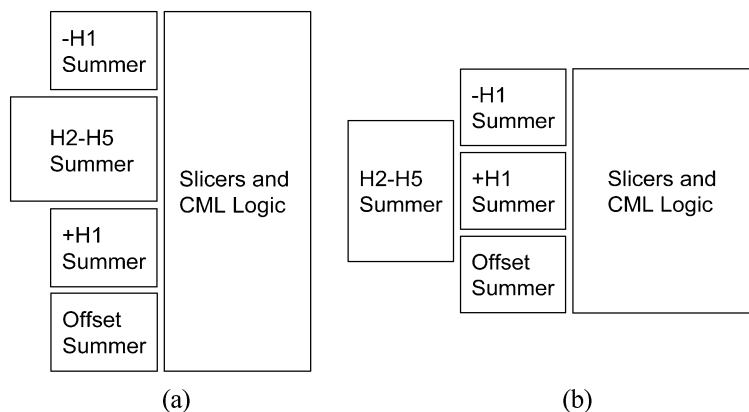 -H1
Summer
H2-H5
Summer
+H1
Summer
Offset
Summer
Slicers and
CML Logic
(a)
H2-H5
Summer
-H1
Summer
+H1
Summer
Offset
Summer
Slicers and
CML Logic
(b)